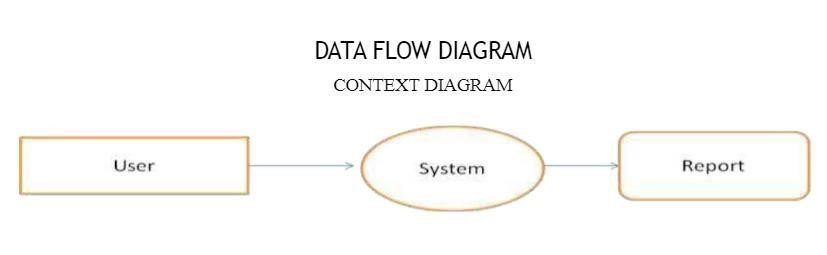 DATA FLOW DIAGRAM
CONTEXT DIAGRAM
User
System
Report